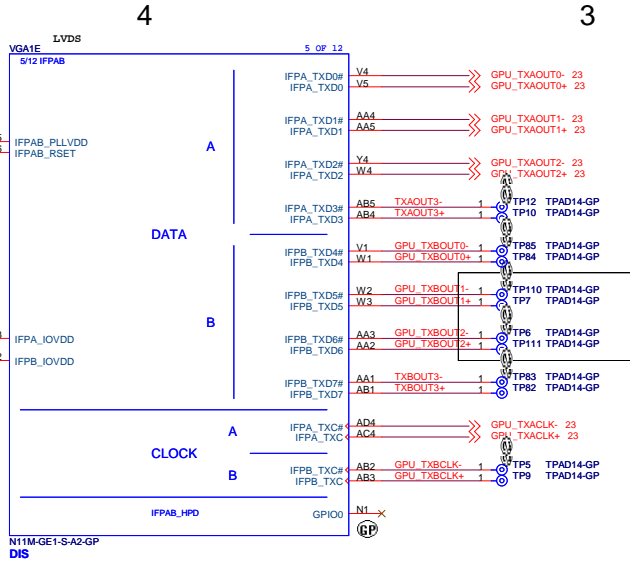 4 3
LVDS
VGA1E 5 OF 12
5/12 IFPAB
IFPA_TXD0# V4 GPU_TXAOUT0- 23
IFPA_TXD0 V5 GPU_TXAOUT0+ 23
IFPA_TXD1# AA4 GPU_TXAOUT1- 23
IFPA_TXD1 AA5 GPU_TXAOUT1+ 23
IFPAB_PLLVDD
A
IFPAB_RSET
IFPA_TXD2# Y4 GPU_TXAOUT2- 23
IFPA_TXD2 W4 GPU_TXAOUT2+ 23
IFPA_TXD3# AB5 TXAOUT3- 1 TP12 TPAD14-GP
IFPA_TXD3 AB4 TXAOUT3+ 1 TP10 TPAD14-GP
DATA
IFPB_TXD4# V1 GPU_TXBOUT0- 1 TP85 TPAD14-GP
IFPB_TXD4 W1 GPU_TXBOUT0+ 1 TP84 TPAD14-GP
IFPB_TXD5# W2 GPU_TXBOUT1- 1 TP110 TPAD14-GP
IFPB_TXD5 W3 GPU_TXBOUT1+ 1 TP7 TPAD14-GP
B
IFPA_IOVDD
IFPB_TXD6# AA3 GPU_TXBOUT2- 1 TP6 TPAD14-GP
IFPB_TXD6 AA2 GPU_TXBOUT2+ 1 TP111 TPAD14-GP
IFPB_IOVDD
IFPB_TXD7# AA1 TXBOUT3- 1 TP83 TPAD14-GP
IFPB_TXD7 AB1 TXBOUT3+ 1 TP82 TPAD14-GP
A
IFPA_TXC# AD4 GPU_TXACLK- 23
IFPA_TXC AC4 GPU_TXACLK+ 23
CLOCK
IFPB_TXC# AB2 GPU_TXBCLK- 1 TP5 TPAD14-GP
B
IFPB_TXC AB3 GPU_TXBCLK+ 1 TP9 TPAD14-GP
IFPAB_HPD GPIO0 N1
GP
N11M-GE1-S-A2-GP
DIS